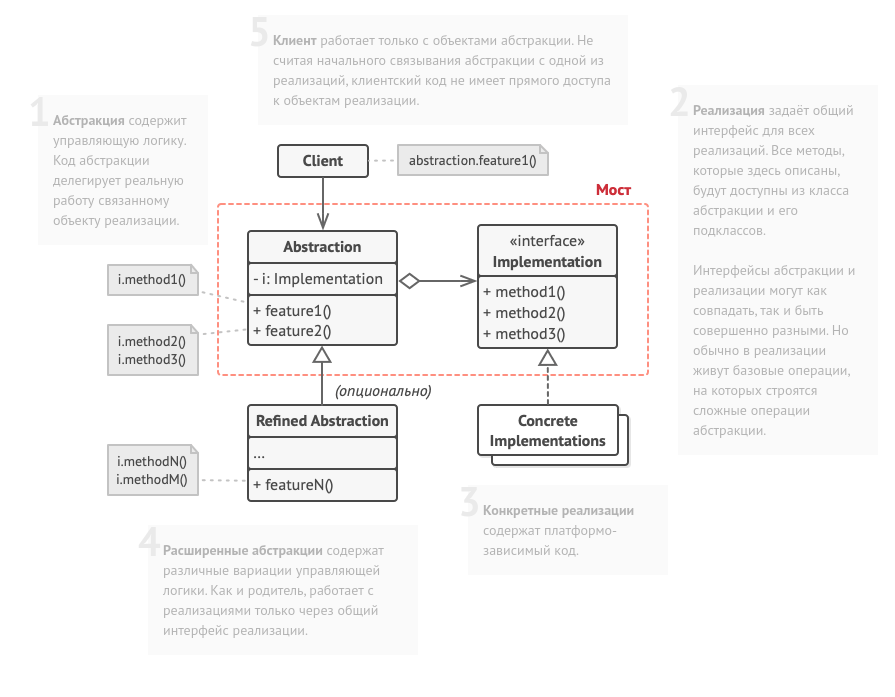 5
Клиент работает только с объектами абстракции. Не
считая начального связывания абстракции с одной из
реализаций, клиентский код не имеет прямого доступа
к объектам реализации.
1
Абстракция содержит
управляющую логику.
Код абстракции
делегирует реальную
работу связанному
объекту реализации.
2
Реализация задаёт общий
интерфейс для всех
реализаций. Все методы,
которые здесь описаны,
будут доступны из класса
абстракции и его
подклассов.
Интерфейсы абстракции и
реализации могут как
совпадать, так и быть
совершенно разными. Но
обычно в реализации
живут базовые операции,
на которых строятся
сложные операции
абстракции.
Client
abstraction.feature1()
Мост
Abstraction
- i: Implementation
+ feature1()
+ feature2()
«interface»
Implementation
+ method1()
+ method2()
+ method3()
i.method1()
i.method2()
i.method3()
(опционально)
Refined Abstraction
...
+ featureN()
Concrete
Implementations
i.methodN()
i.methodM()
3
Конкретные реализации
содержат платформо-
зависимый код.
4
Расширенные абстракции содержат
различные вариации управляющей
логики. Как и родитель, работает с
реализациями только через общий
интерфейс реализации.